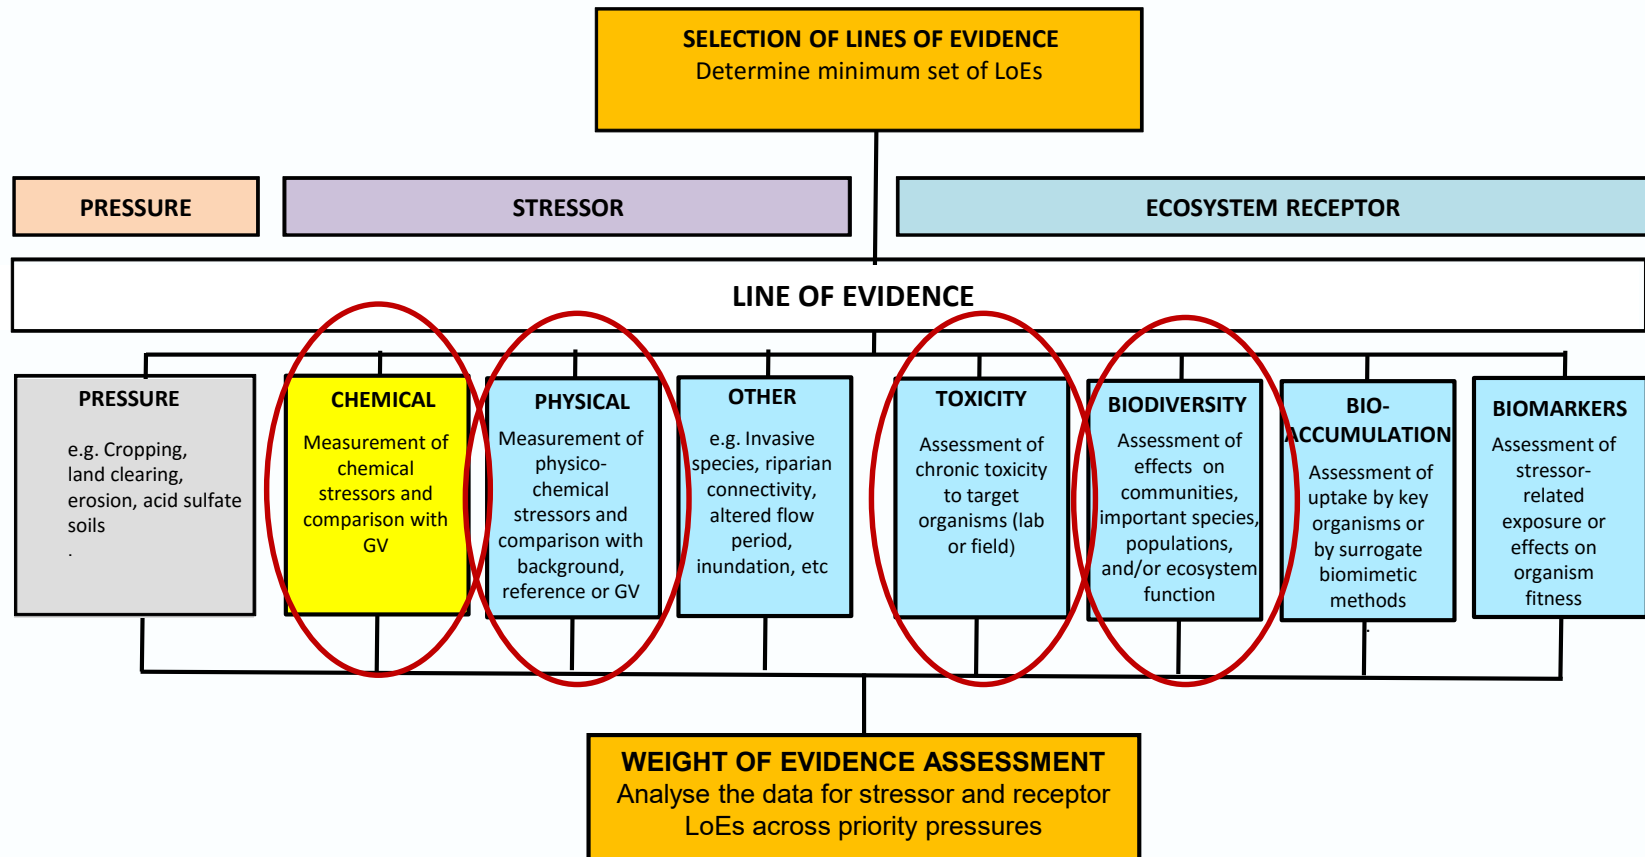 SELECTION OF LINES OF EVIDENCE
Determine minimum set of LoEs
PRESSURE
STRESSOR
ECOSYSTEM RECEPTOR
LINE OF EVIDENCE
PRESSURE
e.g. Cropping,
land clearing,
erosion, acid sulfate
soils
.
CHEMICAL
Measurement of
chemical
stressors and
comparison with
GV
PHYSICAL
Measurement of
physico-
chemical
stressors and
comparison with
background,
reference or GV
OTHER
e.g. Invasive
species, riparian
connectivity,
altered flow
period,
inundation, etc
TOXICITY
Assessment of
chronic toxicity
to target
organisms (lab
or field)
BIODIVERSITY
Assessment of
effects on
communities,
important species,
populations,
and/or ecosystem
function
BIO-
ACCUMULATION
Assessment of
uptake by key
organisms or
by surrogate
biomimetic
methods
.
BIOMARKERS
Assessment of
stressor-
related
exposure or
effects on
organism
fitness
WEIGHT OF EVIDENCE ASSESSMENT
Analyse the data for stressor and receptor
LoEs across priority pressures